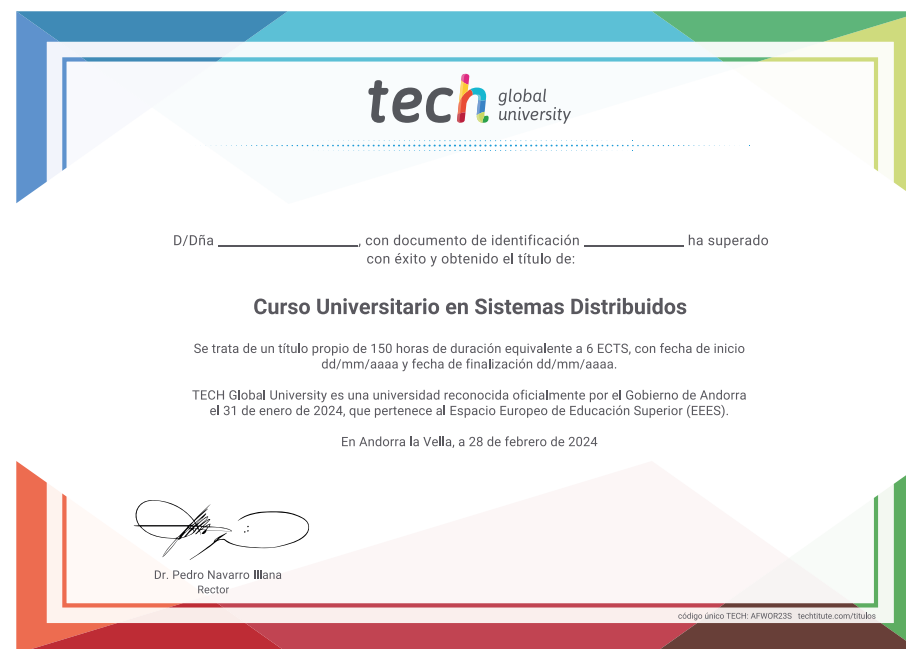 tech global university
D/Dña ____________, con documento de identificación ____________ ha superado
con éxito y obtenido el título de:
Curso Universitario en Sistemas Distribuidos
Se trata de un título propio de 150 horas de duración equivalente a 6 ECTS, con fecha de inicio
dd/mm/aaaa y fecha de finalización dd/mm/aaaa.
TECH Global University es una universidad reconocida oficialmente por el Gobierno de Andorra
el 31 de enero de 2024, que pertenece al Espacio Europeo de Educación Superior (EEES).
En Andorra la Vella, a 28 de febrero de 2024
Dr. Pedro Navarro Illana
Rector
código único TECH: AFWOR23S techtitute.com/titulos